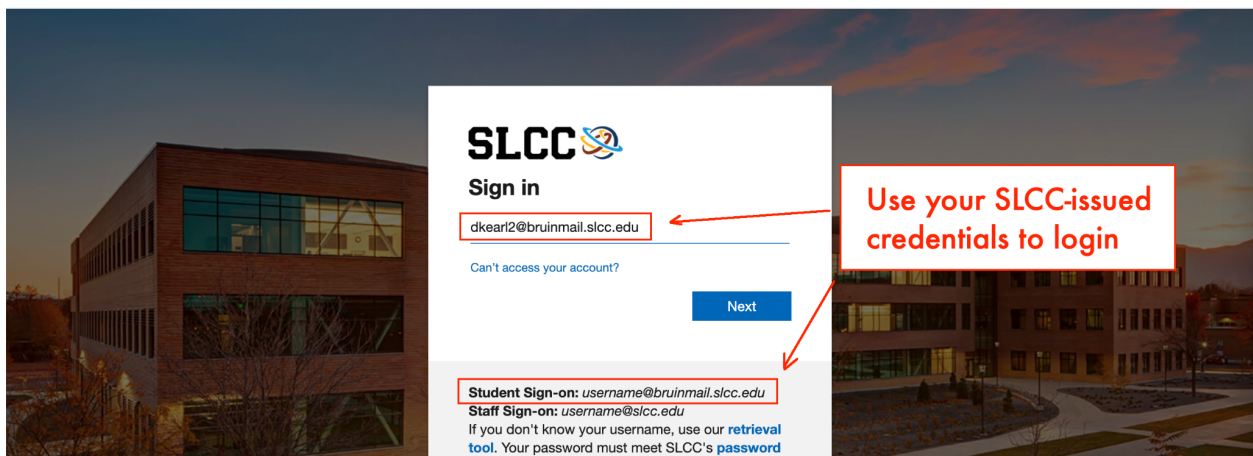 SLCC
Sign in
dkearl2@bruinmail.slcc.edu
Can't access your account?
Next
Use your SLCC-issued
credentials to login
Student Sign-on: username@bruinmail.slcc.edu
Staff Sign-on: username@slcc.edu
If you don't know your username, use our retrieval
tool. Your password must meet SLCC's password